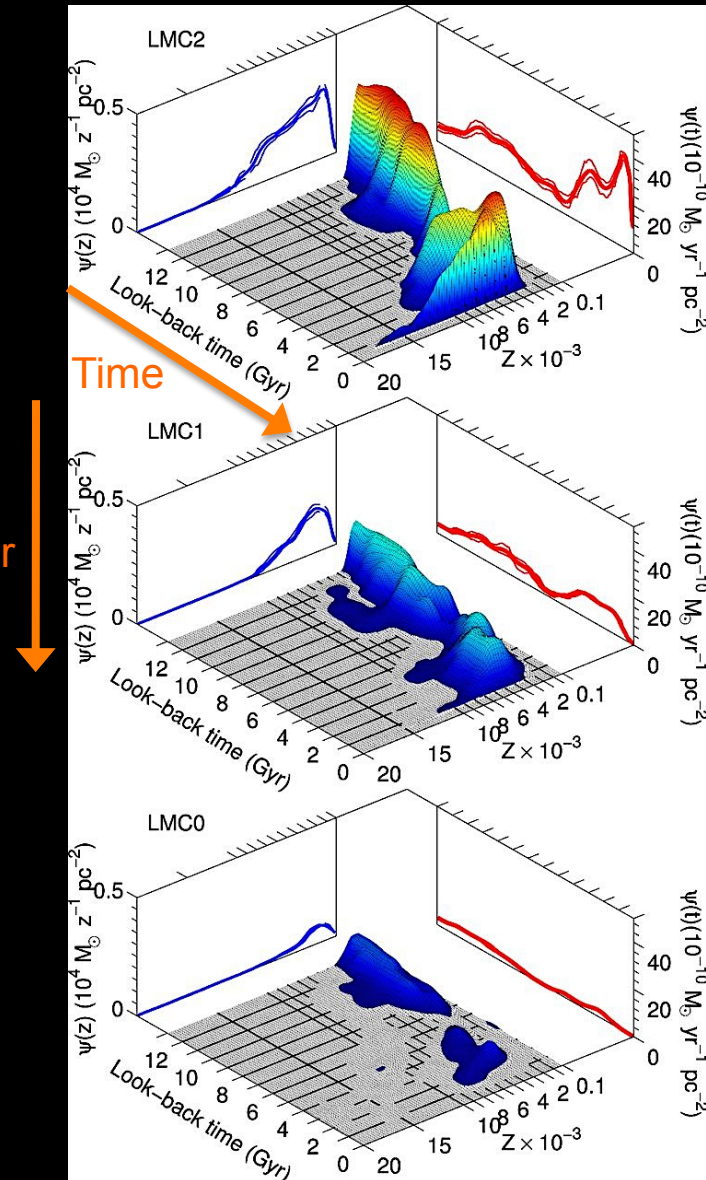 LMC2
0.5
0
ψ(z) (10⁴ M☉ z⁻¹ pc⁻²)
12 10 8 6 4 2 0
Look-back time (Gyr)
20 15 10 8 6 4 2 0.1
Z × 10⁻³
40
20
0
ψ(t)(10⁻¹⁰ M☉ yr⁻¹ pc⁻²)
Time
r
LMC1
0.5
0
ψ(z) (10⁴ M☉ z⁻¹ pc⁻²)
12 10 8 6 4 2 0
Look-back time (Gyr)
20 15 10 8 6 4 2 0.1
Z × 10⁻³
40
20
0
ψ(t)(10⁻¹⁰ M☉ yr⁻¹ pc⁻²)
LMC0
0.5
0
ψ(z) (10⁴ M☉ z⁻¹ pc⁻²)
12 10 8 6 4 2 0
Look-back time (Gyr)
20 15 10 8 6 4 2 0.1
Z × 10⁻³
40
20
0
ψ(t)(10⁻¹⁰ M☉ yr⁻¹ pc⁻²)